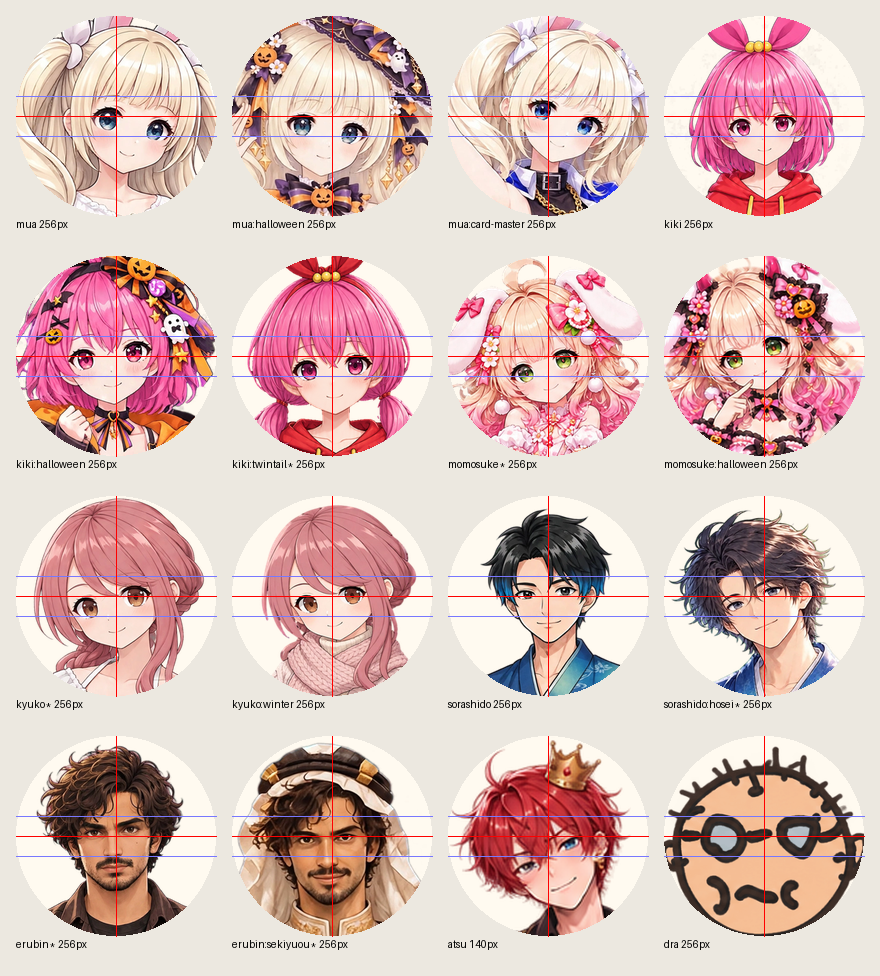 mua 256px
mua:halloween 256px
mua:card-master 256px
kiki 256px
kiki:halloween 256px
kiki:twintail★ 256px
momosuke★ 256px
momosuke:halloween 256px
kyuko★ 256px
kyuko:winter 256px
sorashido 256px
sorashido:hosei★ 256px
erubin★ 256px
erubin:sekiyuou★ 256px
atsu 140px
dra 256px